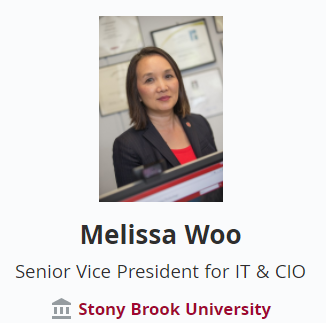 Melissa Woo
Senior Vice President for IT & CIO
Stony Brook University